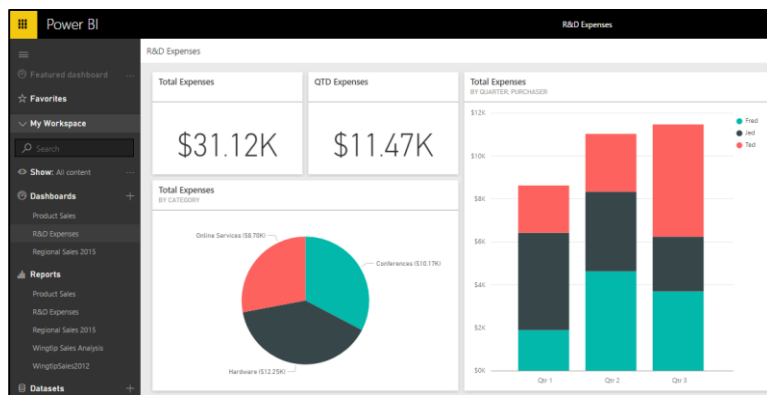 Power BI
R&D Expenses
R&D Expenses
Featured dashboard
Favorites
My Workspace
Search
Show: All content
Dashboards
Product Sales
R&D Expenses
Regional Sales 2015
Reports
Product Sales
R&D Expenses
Regional Sales 2015
Wingtip Sales Analysis
WingtipSales2012
Datasets
Total Expenses
$31.12K
QTD Expenses
$11.47K
Total Expenses
BY CATEGORY
Online Services ($8.70K)
Conferences ($10.17K)
Hardware ($12.25K)
Total Expenses
BY QUARTER, PURCHASER
$12K
$10K
$8K
$6K
$4K
$2K
$0K
Qtr 1
Qtr 2
Qtr 3
Fred
Jed
Ted